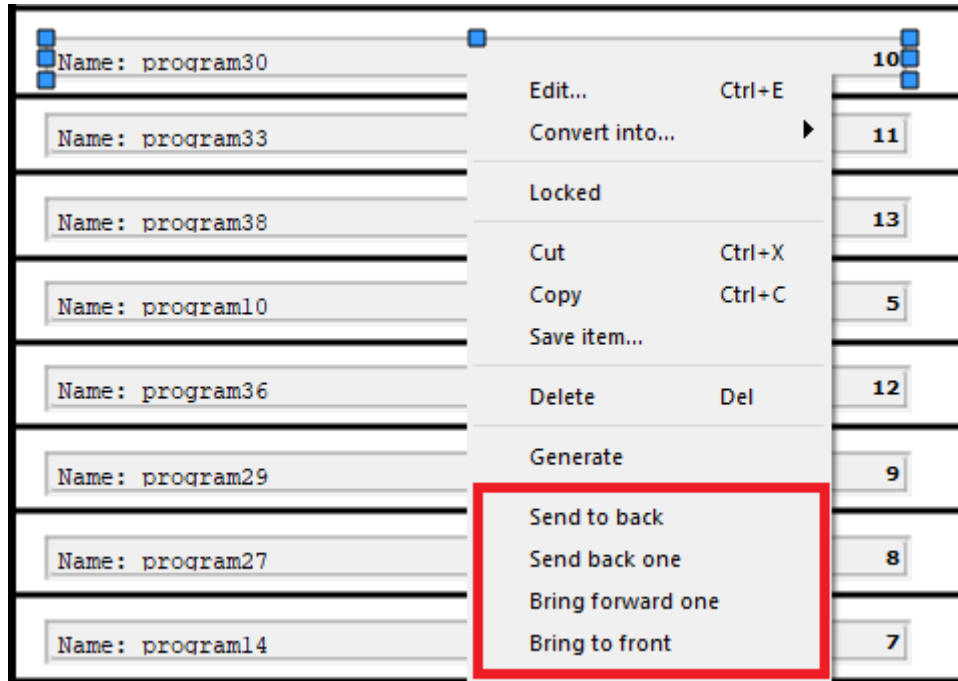 Name: program30 10
Edit... Ctrl+E
Convert into...
Name: program33 11
Locked
Name: program38 13
Cut Ctrl+X
Copy Ctrl+C
Name: program10 5
Save item...
Name: program36 12
Delete Del
Generate
Name: program29 9
Send to back
Send back one
Name: program27 8
Bring forward one
Bring to front
Name: program14 7